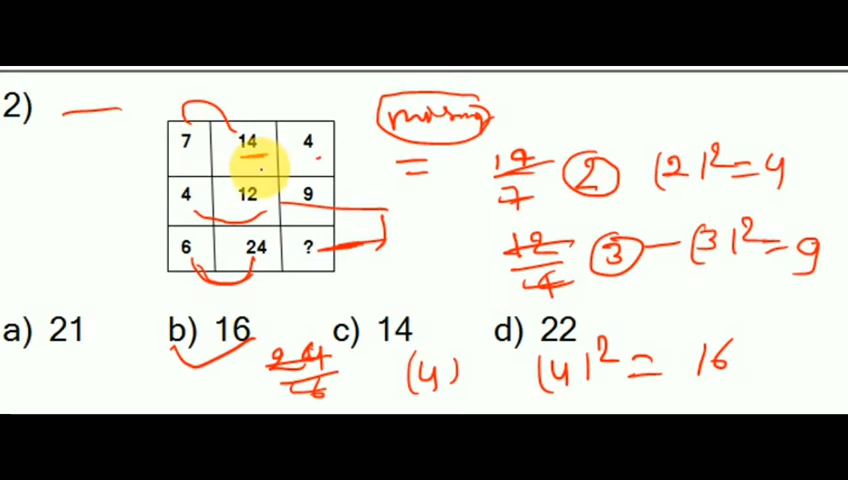 2)
7 14 4
4 12 9
6 24 ?
missing
=
14/7 2 (2)² = 4
12/4 3 – (3)² = 9
a) 21 b) 16 c) 14 d) 22
24/6 (4) (4)² = 16